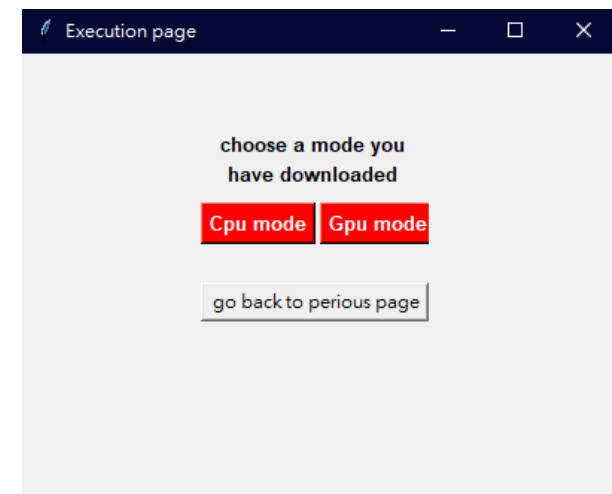 Execution page
choose a mode you
have downloaded
Cpu mode Gpu mode
go back to perious page